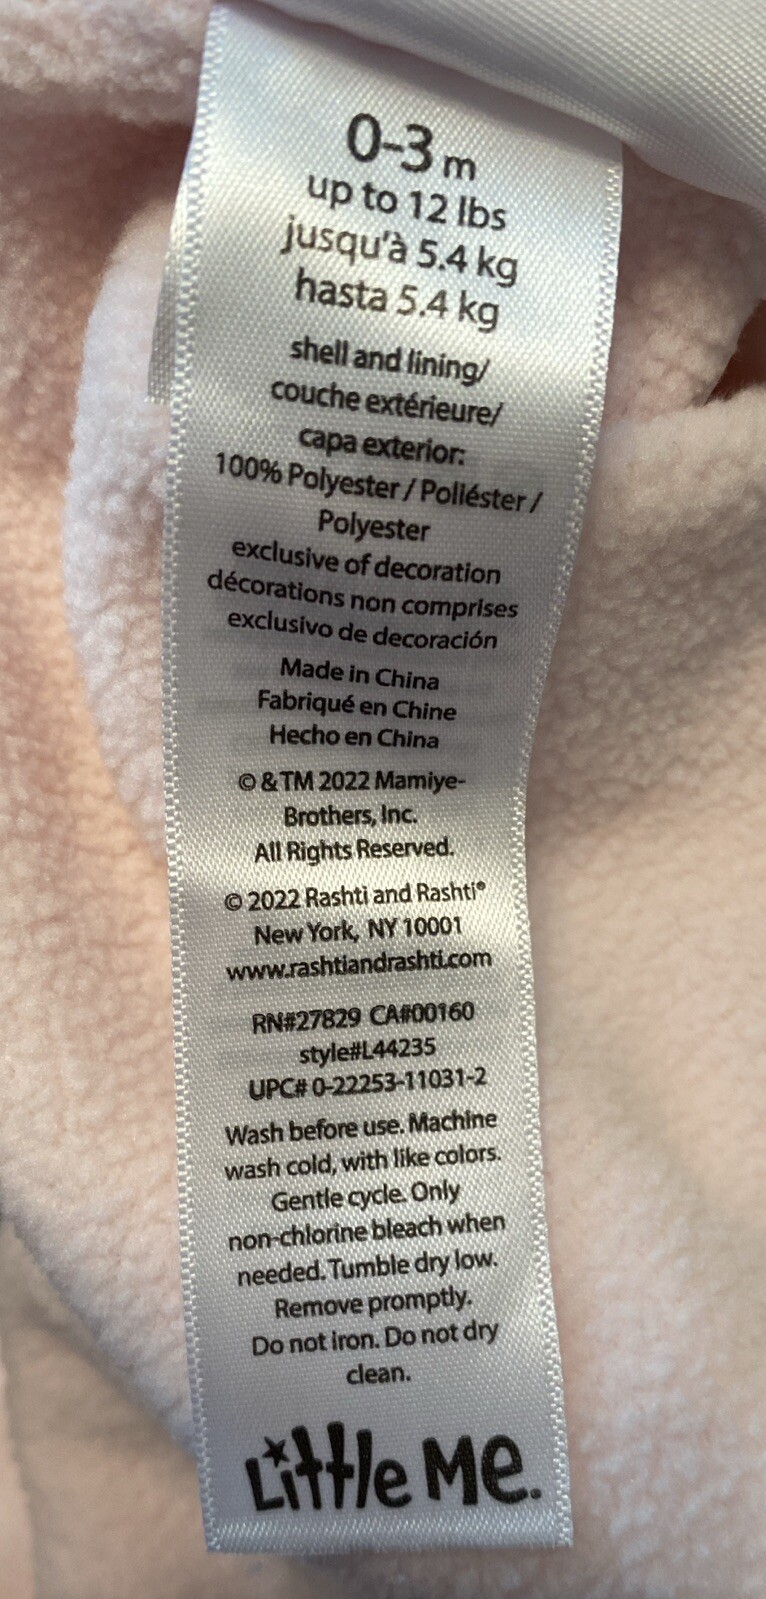 0-3 m
up to 12 lbs
jusqu'à 5.4 kg
hasta 5.4 kg
shell and lining/
couche extérieure/
capa exterior:
100% Polyester / Poliéster /
Polyester
exclusive of decoration
décorations non comprises
exclusivo de decoración
Made in China
Fabriqué en Chine
Hecho en China
© & TM 2022 Mamiye-
Brothers, Inc.
All Rights Reserved.
© 2022 Rashti and Rashti®
New York, NY 10001
www.rashtiandrashti.com
RN#27829 CA#00160
style#L44235
UPC# 0-22253-11031-2
Wash before use. Machine
wash cold, with like colors.
Gentle cycle. Only
non-chlorine bleach when
needed. Tumble dry low.
Remove promptly.
Do not iron. Do not dry
clean.
Little Me.